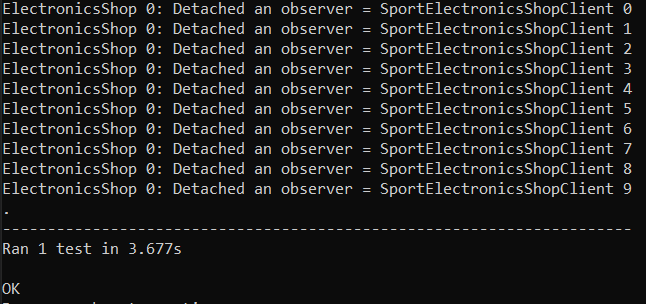 ElectronicsShop 0: Detached an observer = SportElectronicsShopClient 0
ElectronicsShop 0: Detached an observer = SportElectronicsShopClient 1
ElectronicsShop 0: Detached an observer = SportElectronicsShopClient 2
ElectronicsShop 0: Detached an observer = SportElectronicsShopClient 3
ElectronicsShop 0: Detached an observer = SportElectronicsShopClient 4
ElectronicsShop 0: Detached an observer = SportElectronicsShopClient 5
ElectronicsShop 0: Detached an observer = SportElectronicsShopClient 6
ElectronicsShop 0: Detached an observer = SportElectronicsShopClient 7
ElectronicsShop 0: Detached an observer = SportElectronicsShopClient 8
ElectronicsShop 0: Detached an observer = SportElectronicsShopClient 9
.
----------------------------------------------------------------------
Ran 1 test in 3.677s
OK